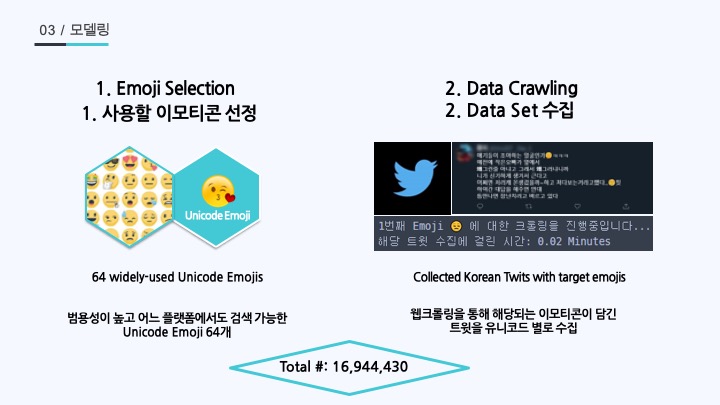 03 / 모델링
1. Emoji Selection
1. 사용할 이모티콘 선정
Unicode Emoji
64 widely-used Unicode Emojis
범용성이 높고 어느 플랫폼에서도 검색 가능한
Unicode Emoji 64개
2. Data Crawling
2. Data Set 수집
1번째 Emoji 😣 에 대한 크롤링을 진행중입니다...
해당 트윗 수집에 걸린 시간: 0.02 Minutes
Collected Korean Twits with target emojis
웹크롤링을 통해 해당되는 이모티콘이 담긴
트윗을 유니코드 별로 수집
Total #: 16,944,430